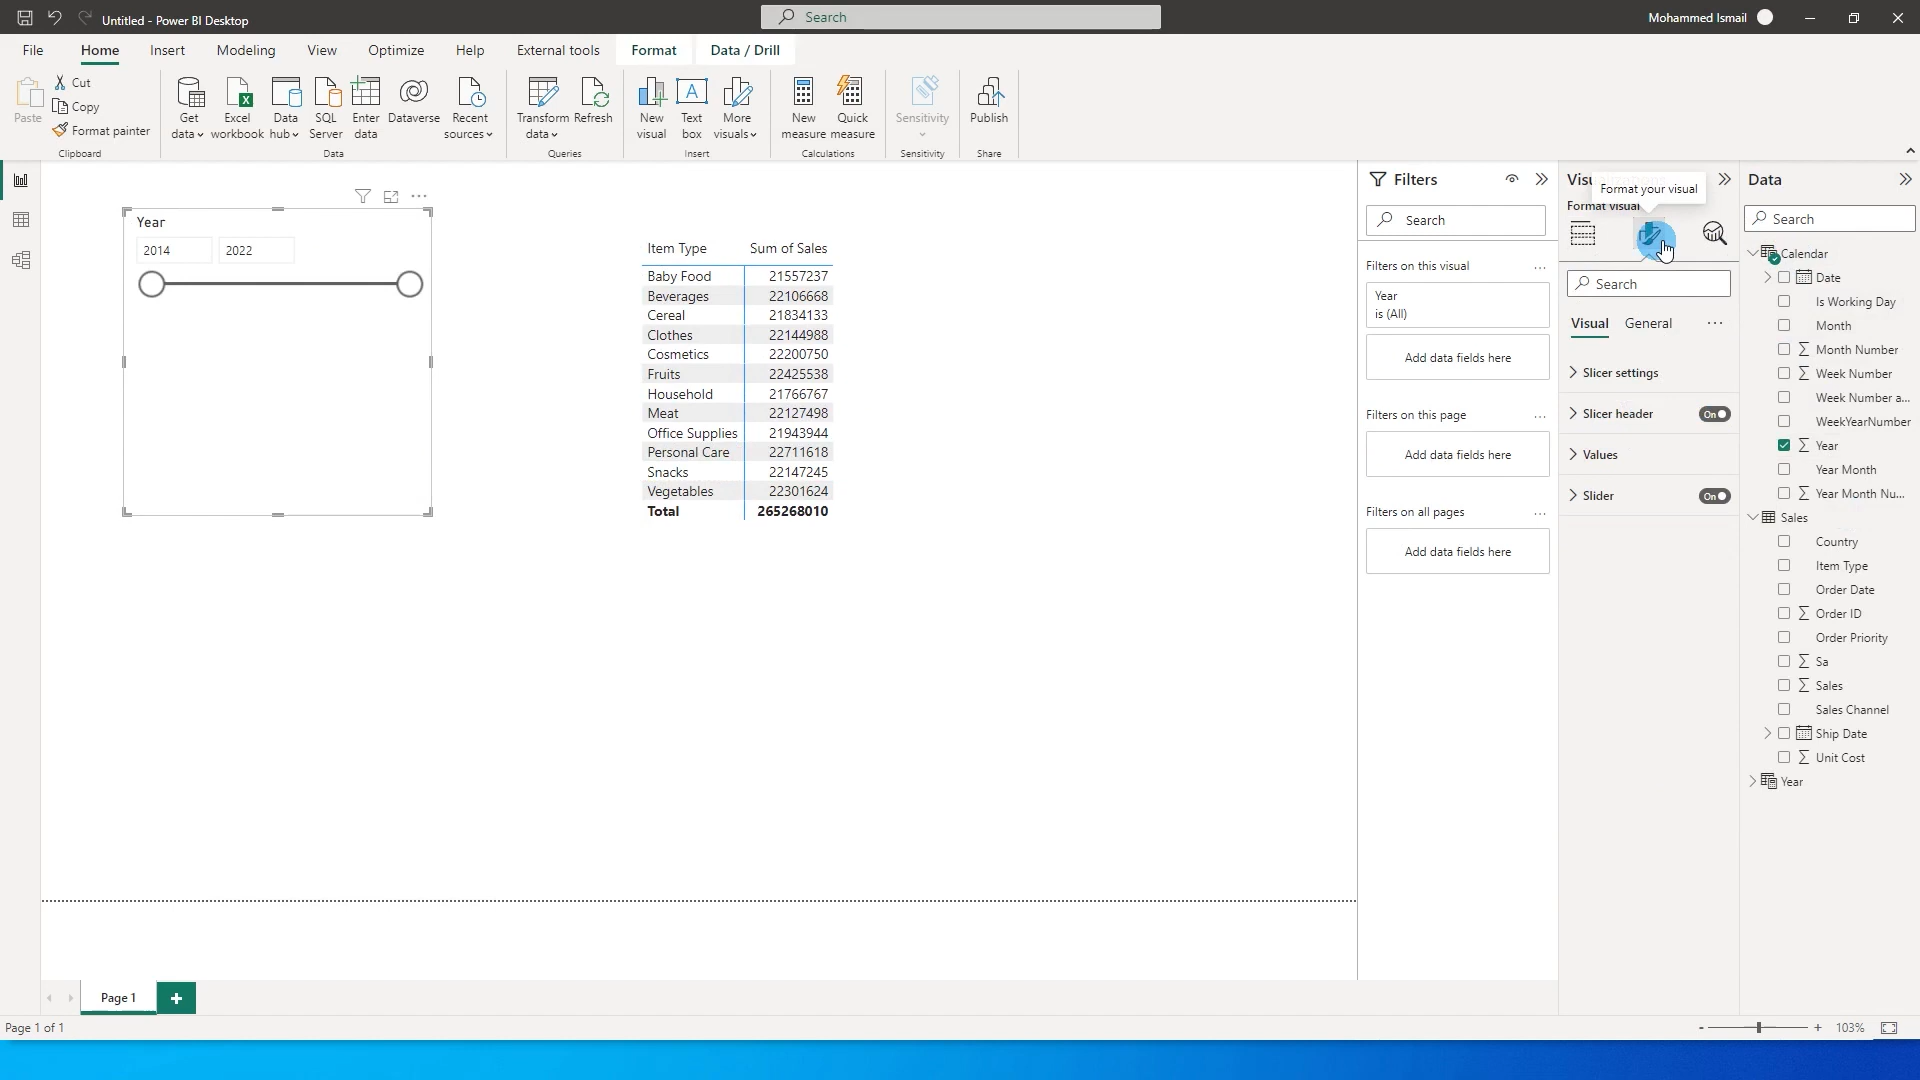 Untitled - Power BI Desktop
Search
Mohammed Ismail
File Home Insert Modeling View Optimize Help External tools Format Data / Drill
Paste
Cut
Copy
Format painter
Clipboard
Get data
Excel workbook
Data hub
SQL Server
Enter data
Dataverse
Recent sources
Data
Transform data
Refresh
Queries
New visual
Text box
More visuals
Insert
New measure
Quick measure
Calculations
Sensitivity
Sensitivity
Publish
Share
Year
2014 2022
Item Type Sum of Sales
Baby Food 21557237
Beverages 22106668
Cereal 21834133
Clothes 22144988
Cosmetics 22200750
Fruits 22425538
Household 21766767
Meat 22127498
Office Supplies 21943944
Personal Care 22711618
Snacks 22147245
Vegetables 22301624
Total 265268010
Filters
Search
Filters on this visual ...
Year
is (All)
Add data fields here
Filters on this page ...
Add data fields here
Filters on all pages ...
Add data fields here
Format your visual
Format visual
Search
Visual General ...
Slicer settings
Slicer header On
Values
Slider On
Data
Search
Calendar
Date
Is Working Day
Month
Month Number
Week Number
Week Number a...
WeekYearNumber
Year
Year Month
Year Month Nu...
Sales
Country
Item Type
Order Date
Order ID
Order Priority
Sa
Sales
Sales Channel
Ship Date
Unit Cost
Year
Page 1
Page 1 of 1
- + 103%